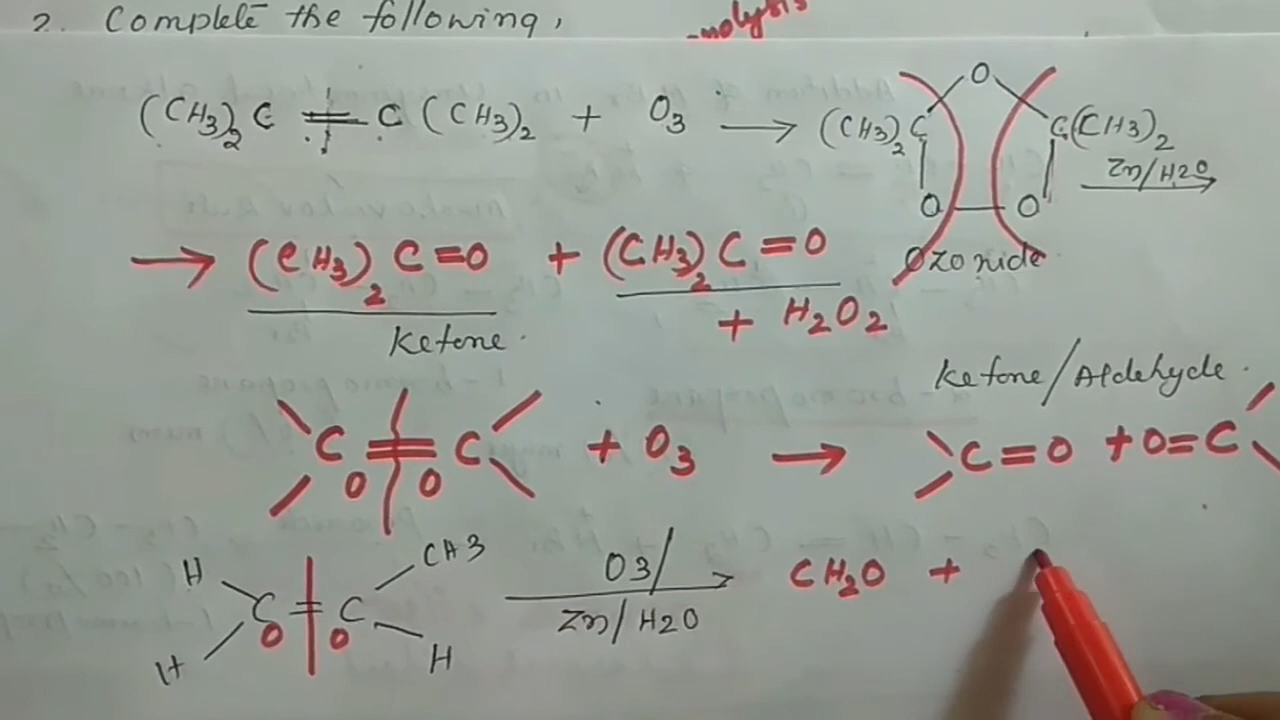 2. Complete the following,
(CH3)2 C = C (CH3)2 + O3 → (CH3)2 C O O O C(CH3)2 Zn/H2O →
Ozonide
→ (CH3)2 C=O + (CH3)2 C=O
Ketone
+ H2O2
Ketone/Aldehyde.
C = C + O3 → C=O + O=C
O O
H H C = C CH3 H O3/ Zn/H2O → CH2O +
O O